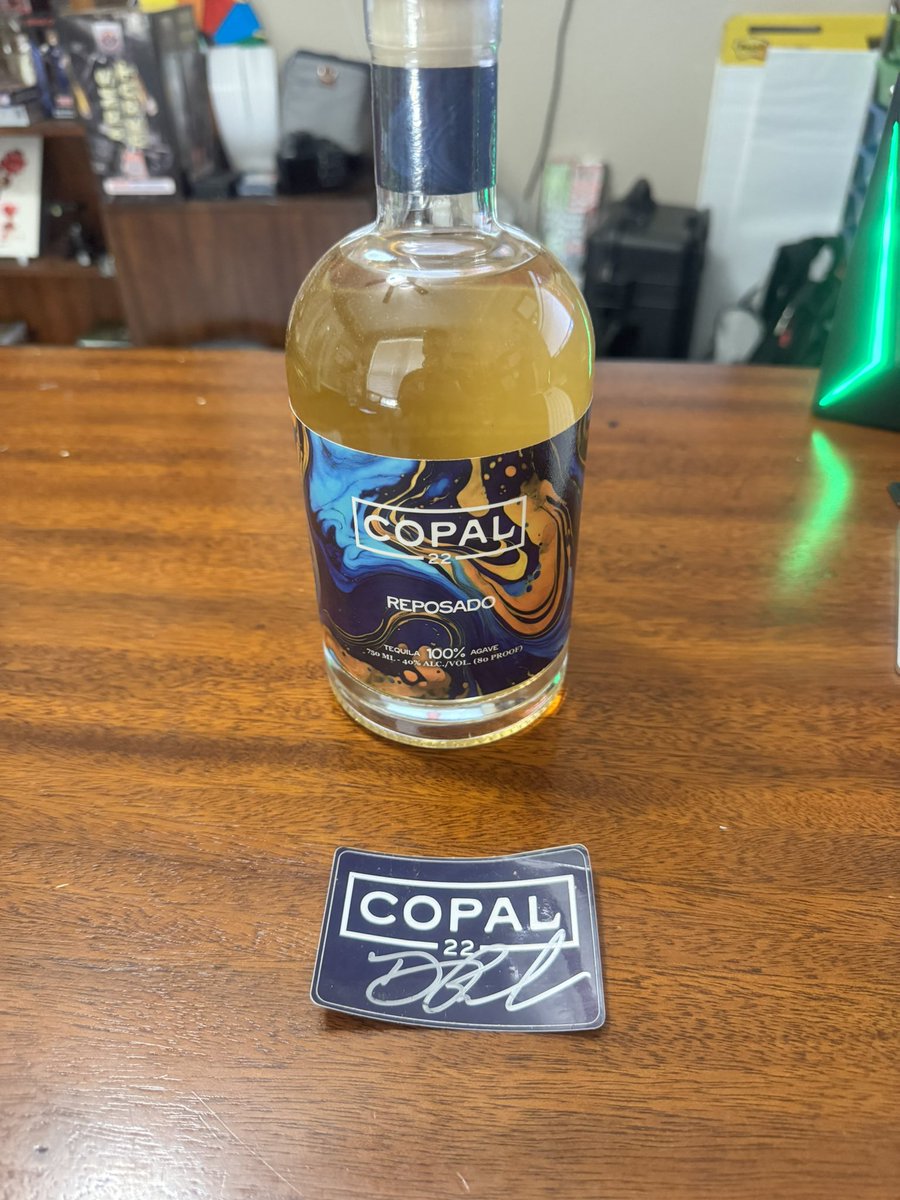 COPAL
22
REPOSADO
TEQUILA 100% AGAVE
750 ML - 40% ALC./VOL. (80 PROOF)
COPAL
22